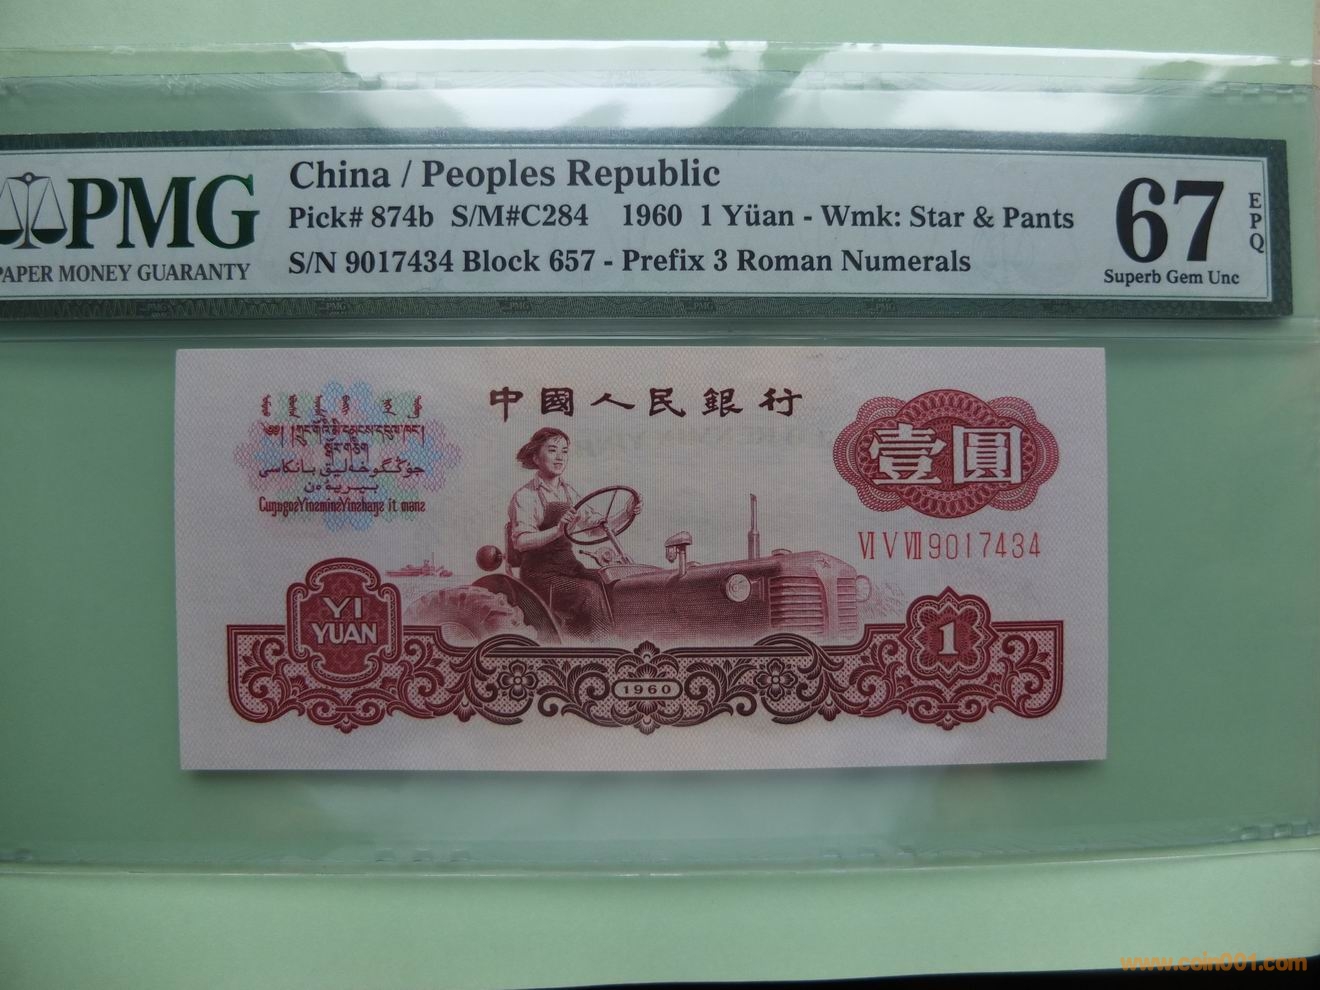 PMG
PAPER MONEY GUARANTY
China / Peoples Republic
Pick# 874b S/M#C284 1960 1 Yüan - Wmk: Star & Pants
S/N 9017434 Block 657 - Prefix 3 Roman Numerals
67
EPQ
Superb Gem Unc
中國人民銀行
壹圓
VI V VII 9017434
YI
YUAN
1
1960
www.coin001.com